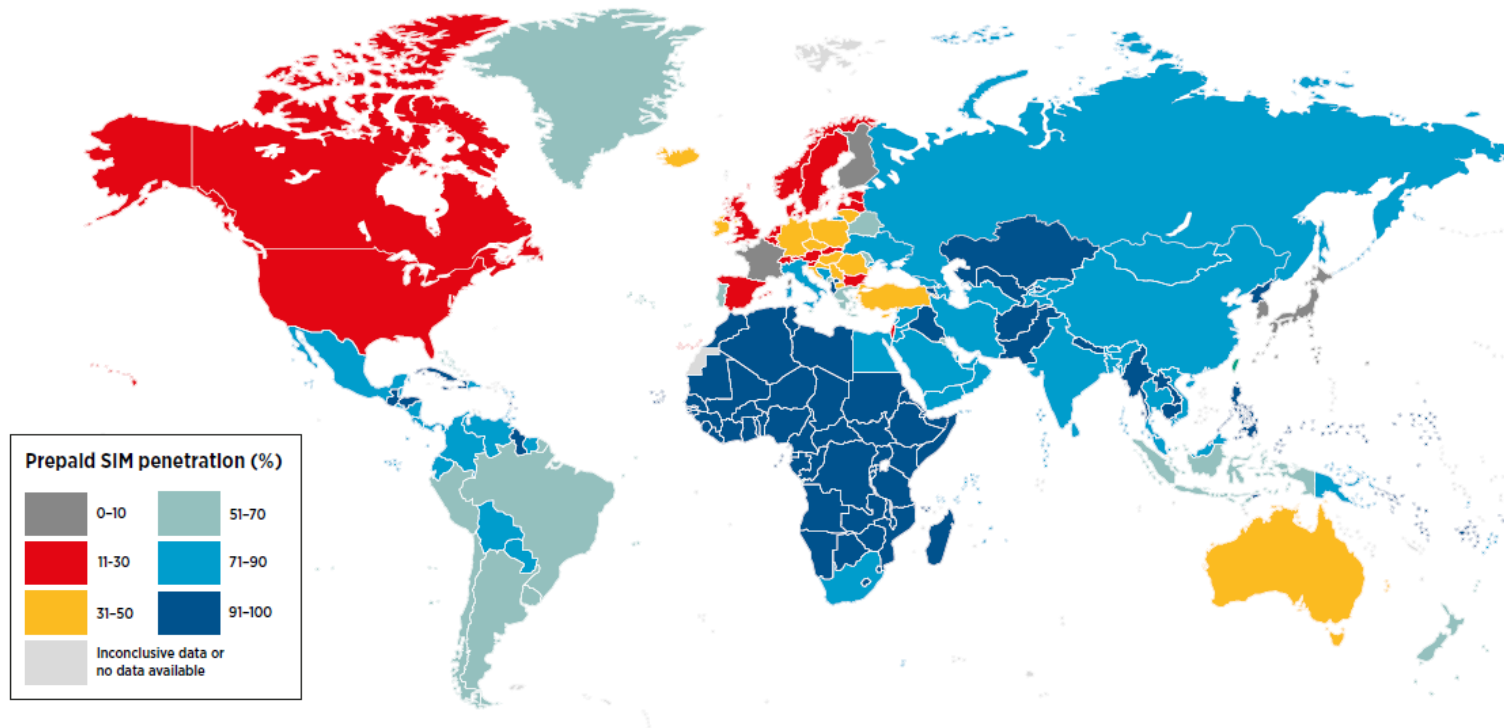 Prepaid SIM penetration (%)
0–10
51–70
11-30
71–90
31–50
91–100
Inconclusive data or
no data available